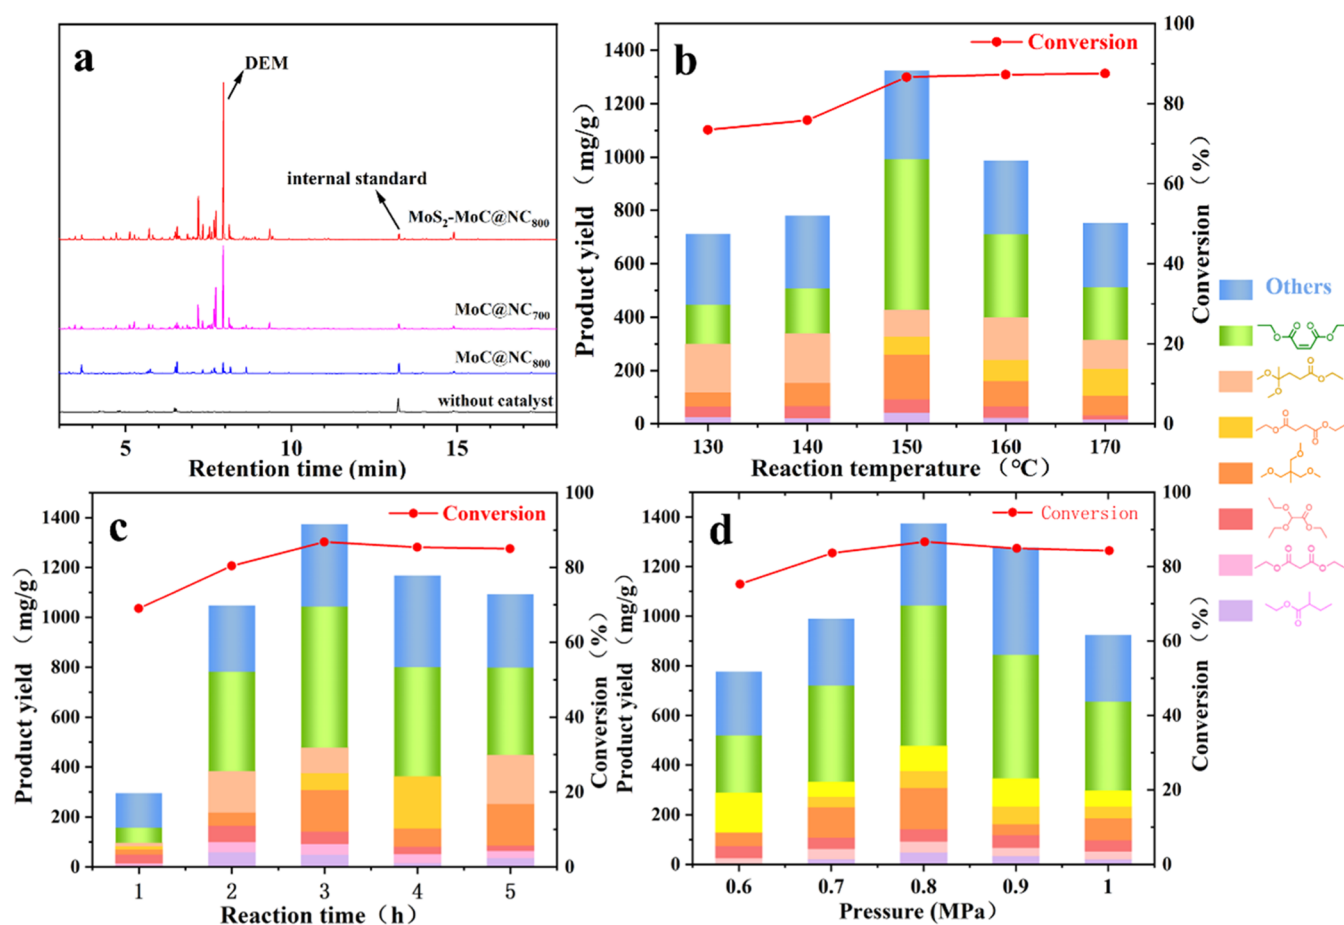 a
DEM
internal standard
MoS2-MoC@NC800
MoC@NC700
MoC@NC800
without catalyst
5 10 15
Retention time (min)
b
Conversion
1400
1200
1000
800
600
400
200
0
Product yield （mg/g）
100
80
60
40
20
0
Conversion （%）
130 140 150 160 170
Reaction temperature （℃）
c
Conversion
1400
1200
1000
800
600
400
200
0
Product yield （mg/g）
100
80
60
40
20
0
Conversion （%）
1 2 3 4 5
Reaction time（h）
d
Conversion
1400
1200
1000
800
600
400
200
0
Product yield （mg/g）
100
80
60
40
20
0
Conversion （%）
0.6 0.7 0.8 0.9 1
Pressure (MPa）
Others